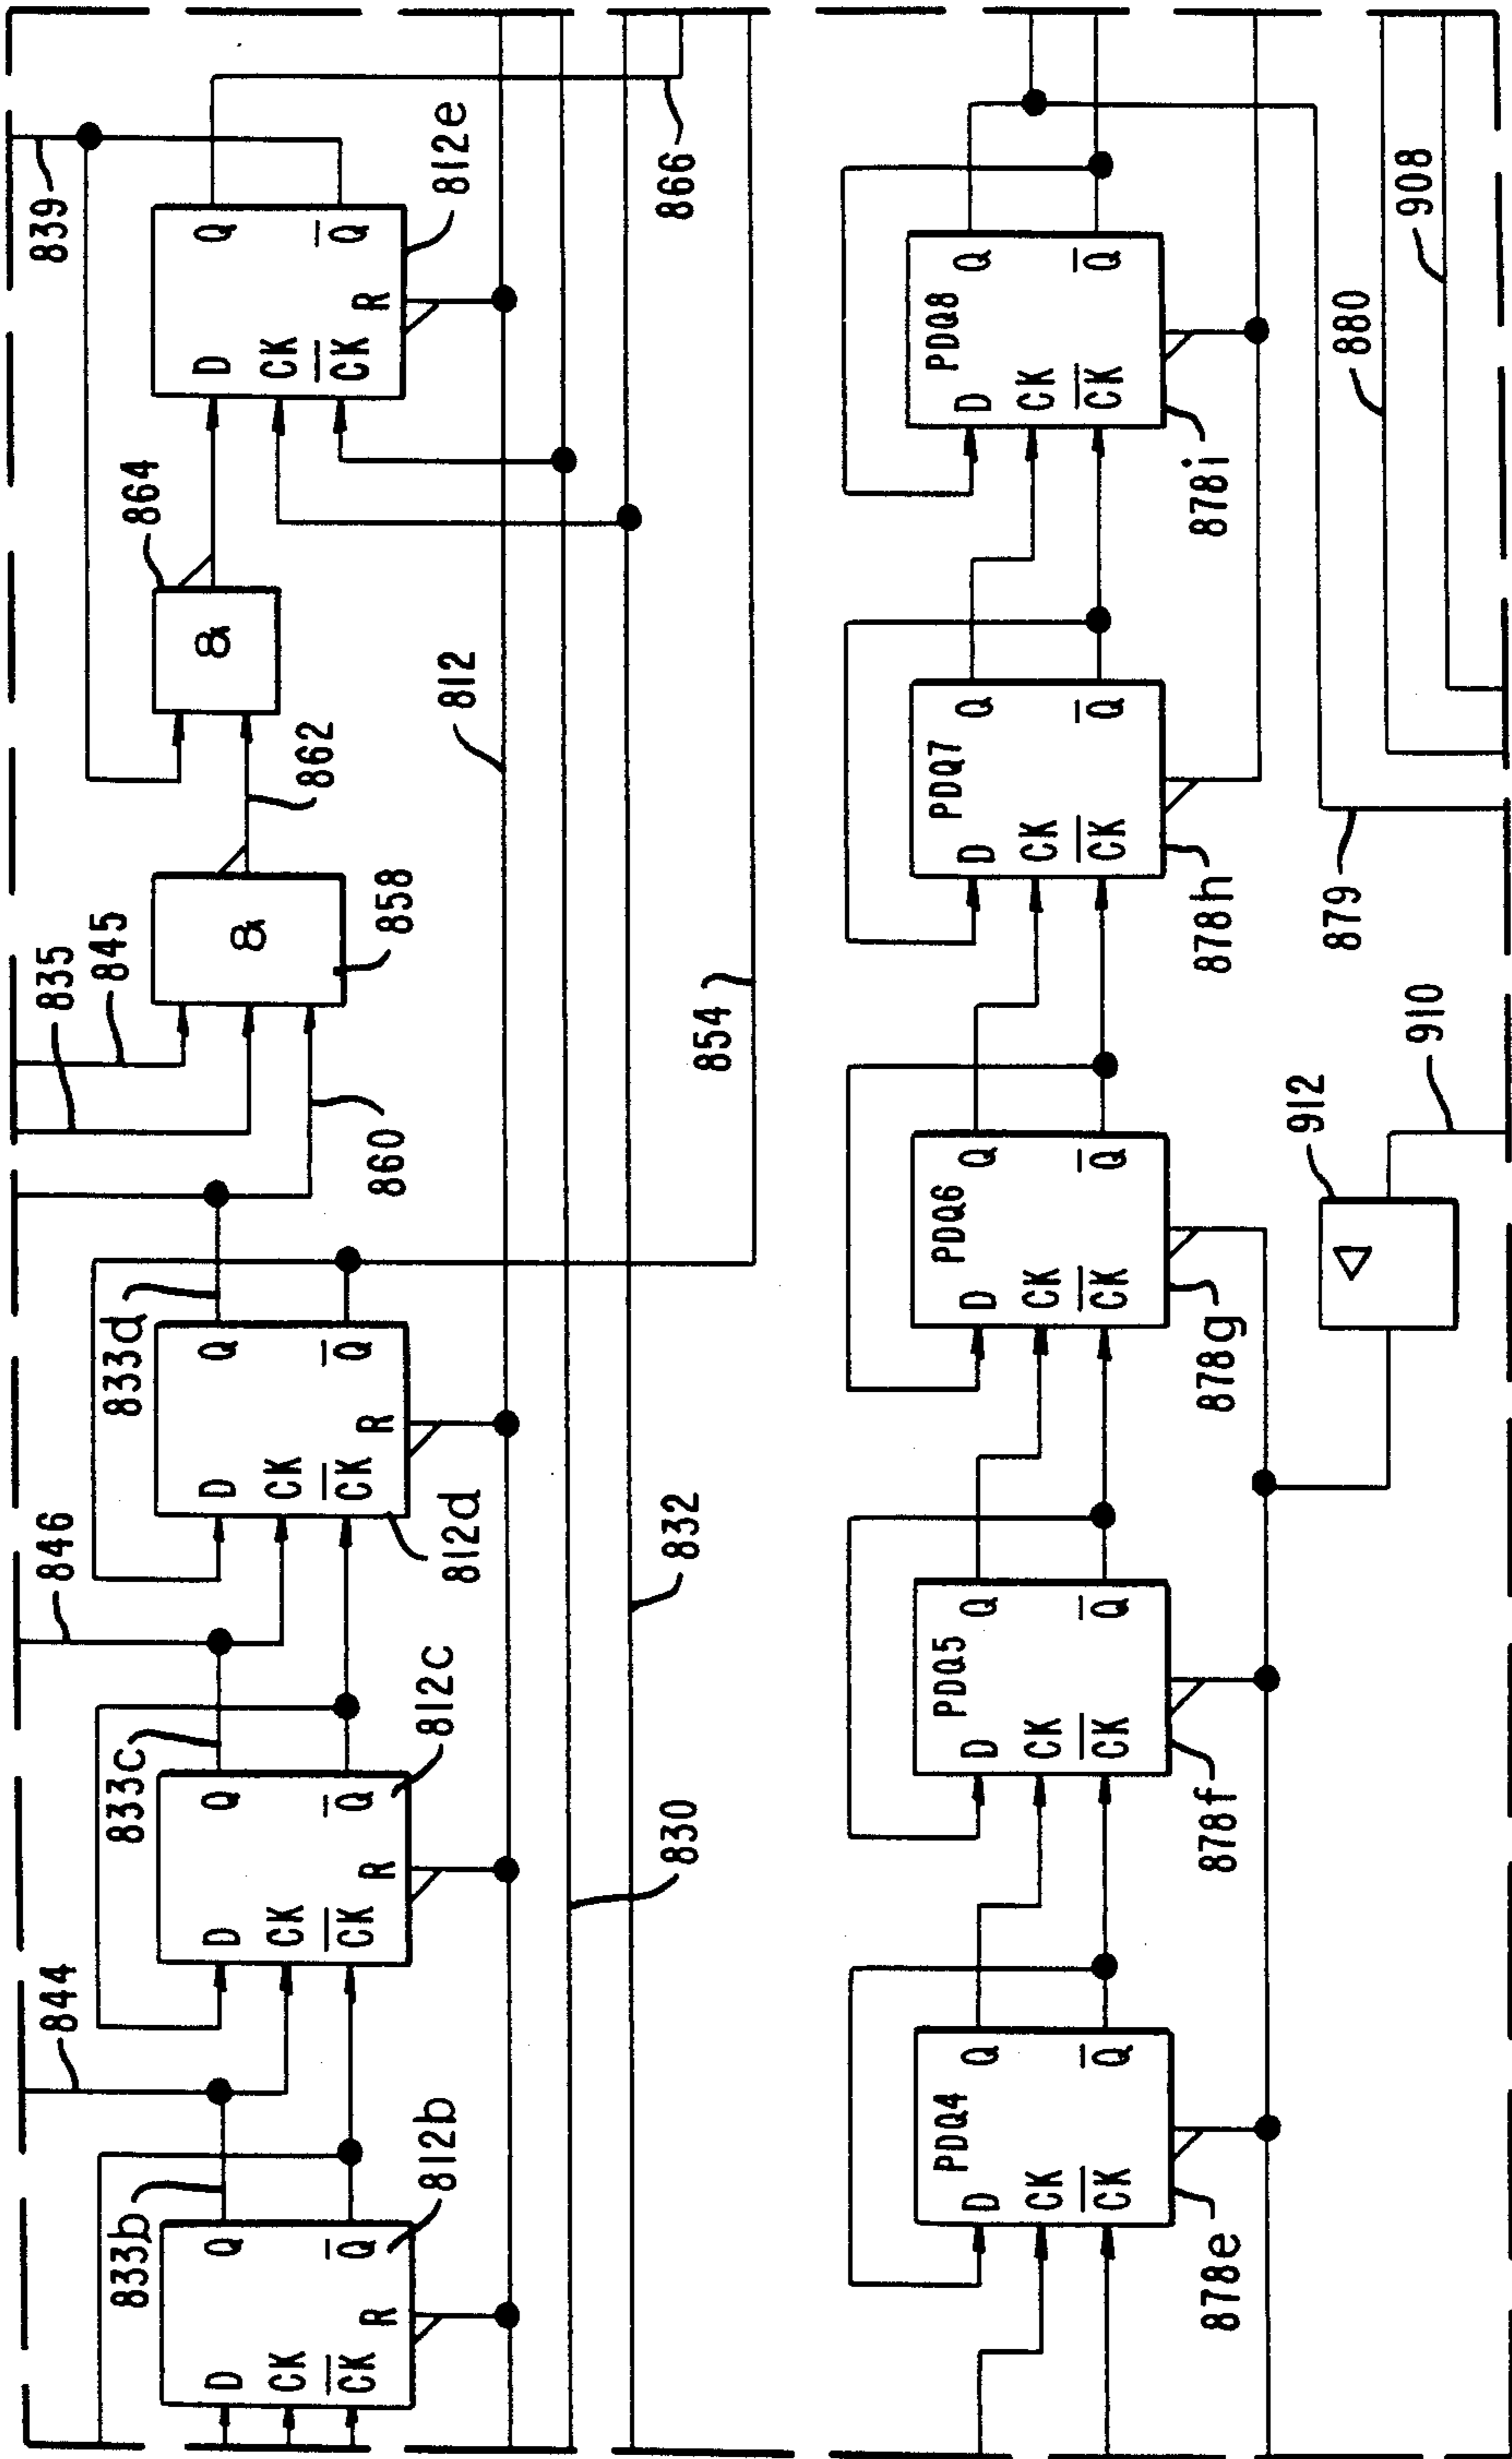 839
864
835
845
846
844
833d
833c
833b
D
CK
C̅K̅
Q
Q̅
R
812b
D
CK
C̅K̅
Q
Q̅
R
812c
D
CK
C̅K̅
Q
Q̅
R
812d
&
858
862
&
D
CK
C̅K̅
Q
Q̅
R
812e
860
812
866
830
832
854
PDQ4
D
CK
C̅K̅
Q
Q̅
878e
PDQ5
D
CK
C̅K̅
Q
Q̅
878f
PDQ6
D
CK
C̅K̅
Q
Q̅
878g
PDQ7
D
CK
C̅K̅
Q
Q̅
878h
PDQ8
D
CK
C̅K̅
Q
Q̅
878i
912
910
879
880
908